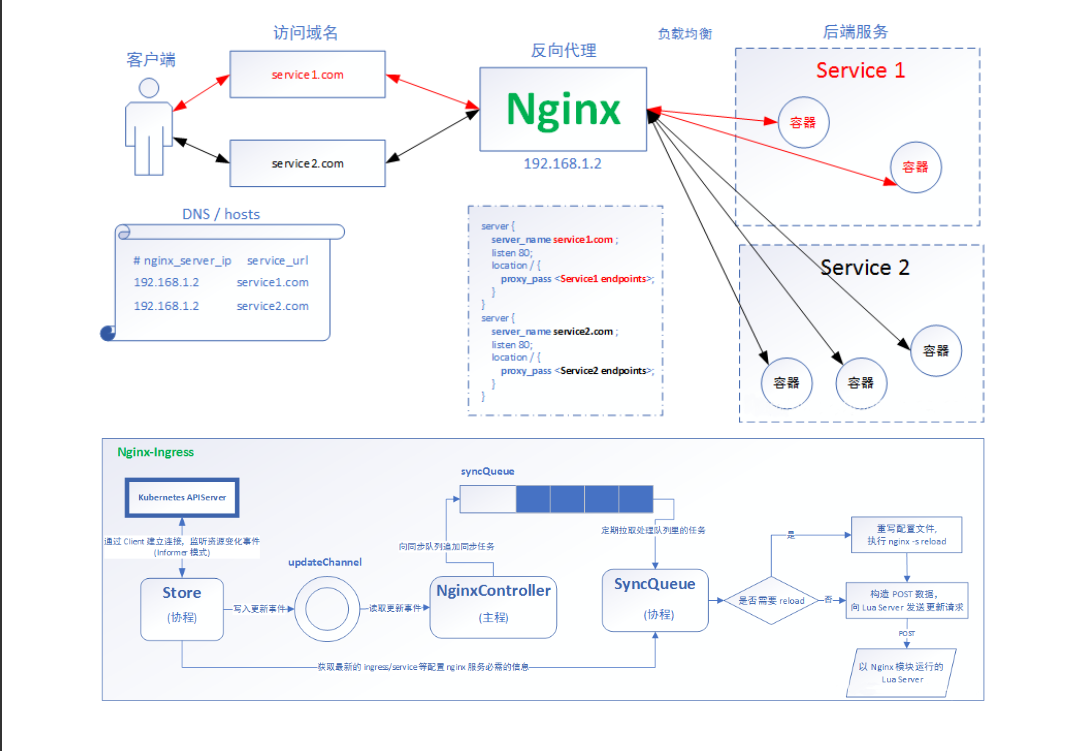 客户端
访问域名
service1.com
service2.com
反向代理
Nginx
192.168.1.2
负载均衡
后端服务
Service 1
容器
容器
Service 2
容器
容器
容器
DNS / hosts
# nginx_server_ip service_url
192.168.1.2 service1.com
192.168.1.2 service2.com
server {
server_name service1.com ;
listen 80;
location / {
proxy_pass <Service1 endpoints>;
}
}
server {
server_name service2.com ;
listen 80;
location / {
proxy_pass <Service2 endpoints>;
}
}
Nginx-Ingress
Kubernetes APIServer
通过 Client 建立连接，监听资源变化事件
(Informer 模式)
Store
(协程)
写入更新事件
updateChannel
读取更新事件
NginxController
(主程)
向同步队列追加同步任务
syncQueue
定期拉取处理队列里的任务
SyncQueue
(协程)
获取最新的 ingress/service 等配置 nginx 服务必需的信息
是否需要 reload
是
重写配置文件,
执行 nginx -s reload
否
构造 POST 数据,
向 Lua Server 发送更新请求
POST
以 Nginx 模块运行的
Lua Server